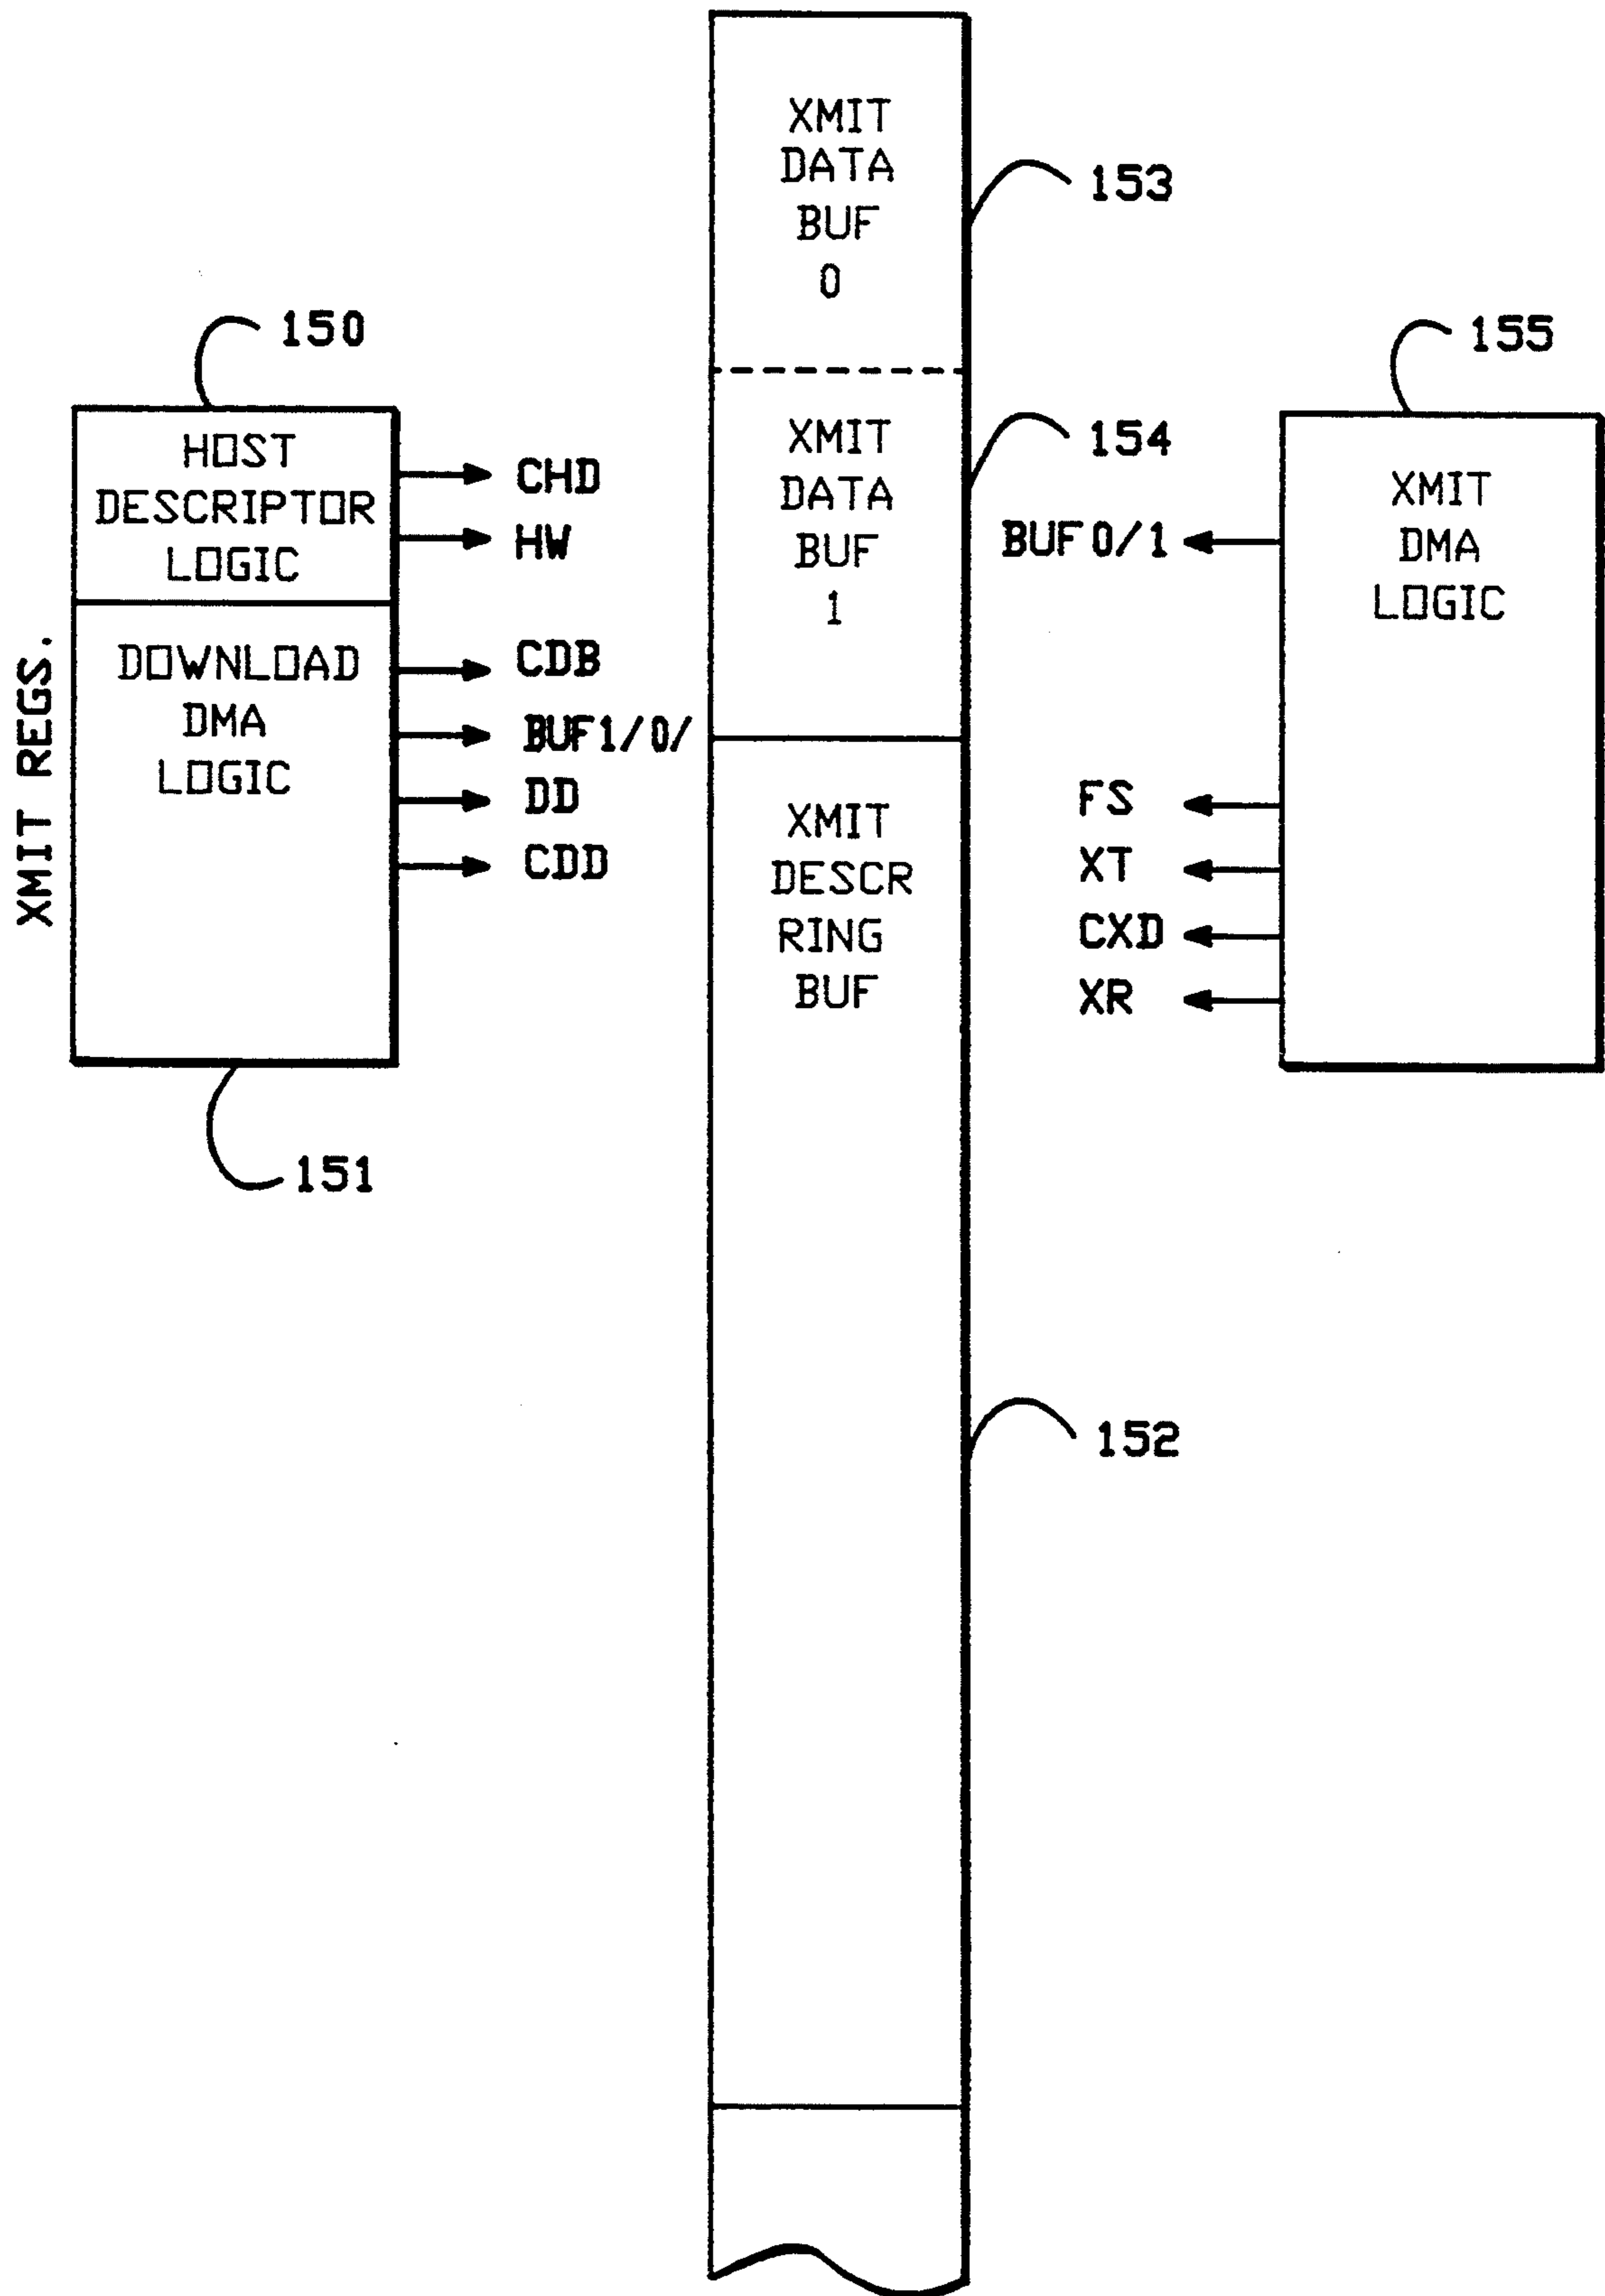 XMIT
DATA
BUF
0
153
150
HOST
DESCRIPTOR
LOGIC
CHD
HW
XMIT
DATA
BUF
1
154
155
XMIT
DMA
LOGIC
BUF 0/1
XMIT REGS.
DOWNLOAD
DMA
LOGIC
CDB
BUF1/0/
DD
CDD
151
XMIT
DESCR
RING
BUF
FS
XT
CXD
XR
152